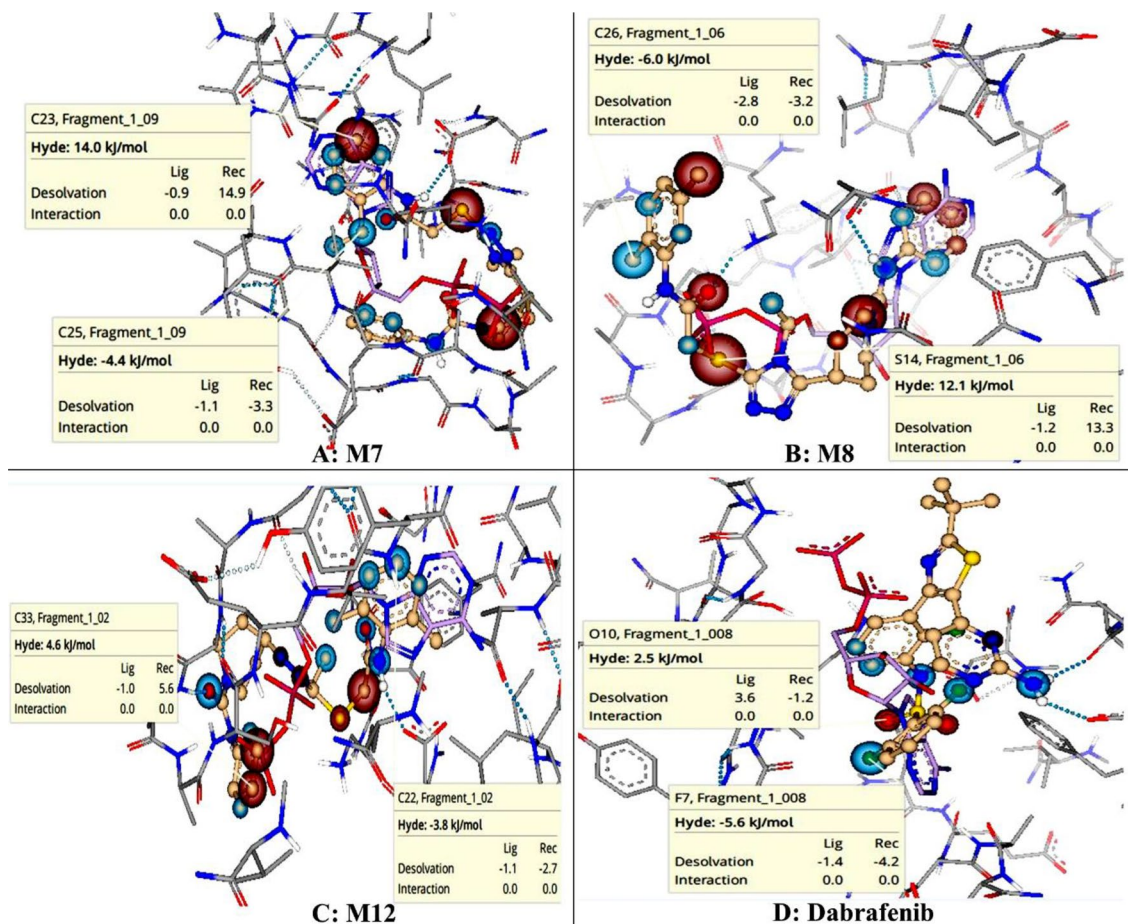 C23, Fragment_1_09
Hyde: 14.0 kJ/mol
Lig Rec
Desolvation -0.9 14.9
Interaction 0.0 0.0
C25, Fragment_1_09
Hyde: -4.4 kJ/mol
Lig Rec
Desolvation -1.1 -3.3
Interaction 0.0 0.0
A: M7
C26, Fragment_1_06
Hyde: -6.0 kJ/mol
Lig Rec
Desolvation -2.8 -3.2
Interaction 0.0 0.0
S14, Fragment_1_06
Hyde: 12.1 kJ/mol
Lig Rec
Desolvation -1.2 13.3
Interaction 0.0 0.0
B: M8
C33, Fragment_1_02
Hyde: 4.6 kJ/mol
Lig Rec
Desolvation -1.0 5.6
Interaction 0.0 0.0
C22, Fragment_1_02
Hyde: -3.8 kJ/mol
Lig Rec
Desolvation -1.1 -2.7
Interaction 0.0 0.0
C: M12
O10, Fragment_1_008
Hyde: 2.5 kJ/mol
Lig Rec
Desolvation 3.6 -1.2
Interaction 0.0 0.0
F7, Fragment_1_008
Hyde: -5.6 kJ/mol
Lig Rec
Desolvation -1.4 -4.2
Interaction 0.0 0.0
D: Dabrafenib